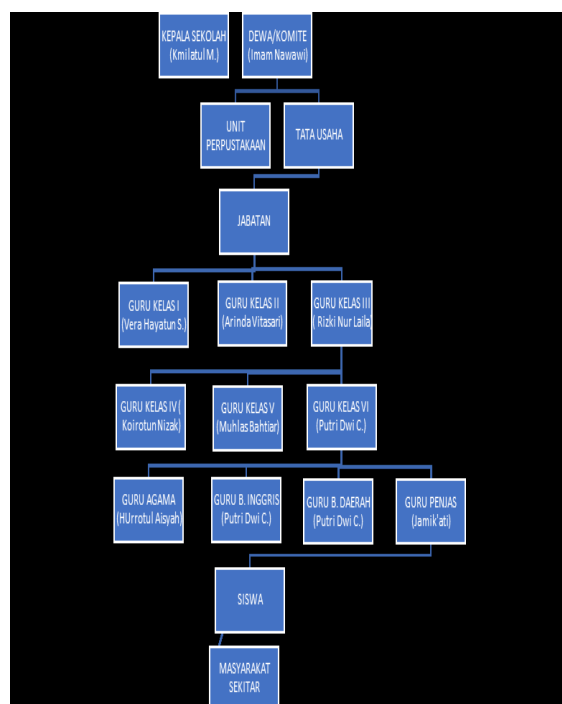 KEPALA SEKOLAH
(Kmilatul M.)
DEWA/KOMITE
(Imam Nawawi)
UNIT
PERPUSTAKAAN
TATA USAHA
JABATAN
GURU KELAS I
(Vera Hayatun S.)
GURU KELAS II
(Arinda Vitasari)
GURU KELAS III
( Rizki Nur Laila)
GURU KELAS IV (
Koirotun Nizak)
GURU KELAS V
(Muhlas Bahtiar)
GURU KELAS VI
(Putri Dwi C.)
GURU AGAMA
(HUrrotul Aisyah)
GURU B. INGGRIS
(Putri Dwi C.)
GURU B. DAERAH
(Putri Dwi C.)
GURU PENJAS
(Jamik'ati)
SISWA
MASYARAKAT
SEKITAR